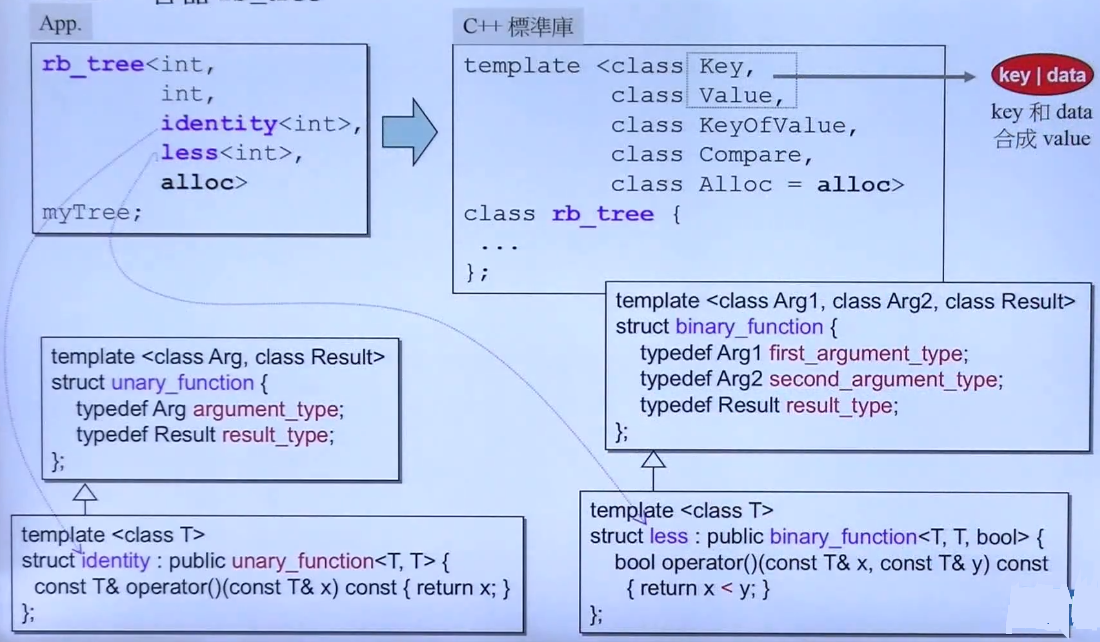 App.
rb_tree<int,
int,
identity<int>,
less<int>,
alloc>
myTree;
C++ 標準庫
template <class Key,
class Value,
class KeyOfValue,
class Compare,
class Alloc = alloc>
class rb_tree {
...
};
key | data
key 和 data
合成 value
template <class Arg, class Result>
struct unary_function {
typedef Arg argument_type;
typedef Result result_type;
};
template <class Arg1, class Arg2, class Result>
struct binary_function {
typedef Arg1 first_argument_type;
typedef Arg2 second_argument_type;
typedef Result result_type;
};
template <class T>
struct identity : public unary_function<T, T> {
const T& operator()(const T& x) const { return x; }
};
template <class T>
struct less : public binary_function<T, T, bool> {
bool operator()(const T& x, const T& y) const
{ return x < y; }
};